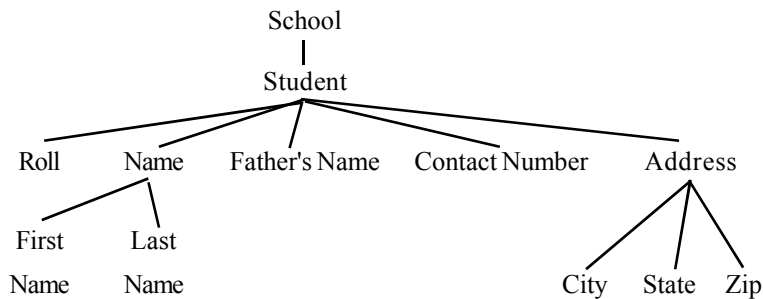 School
Student
Roll Name Father's Name Contact Number Address
First Last
Name Name
City State Zip